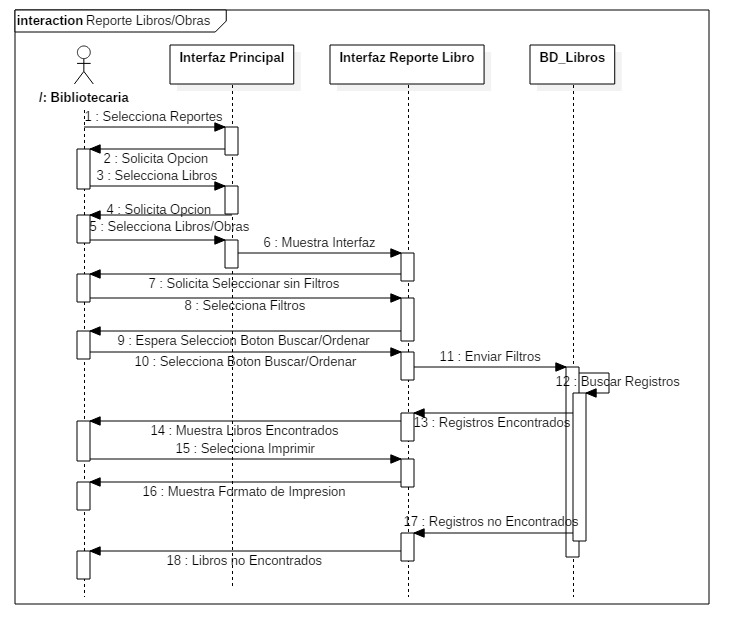 interaction Reporte Libros/Obras
Interfaz Principal
Interfaz Reporte Libro
BD_Libros
/: Bibliotecaria
1 : Selecciona Reportes
2 : Solicita Opcion
3 : Selecciona Libros
4 : Solicita Opcion
5 : Selecciona Libros/Obras
6 : Muestra Interfaz
7 : Solicita Seleccionar sin Filtros
8 : Selecciona Filtros
9 : Espera Seleccion Boton Buscar/Ordenar
10 : Selecciona Boton Buscar/Ordenar
11 : Enviar Filtros
12 : Buscar Registros
13 : Registros Encontrados
14 : Muestra Libros Encontrados
15 : Selecciona Imprimir
16 : Muestra Formato de Impresion
17 : Registros no Encontrados
18 : Libros no Encontrados